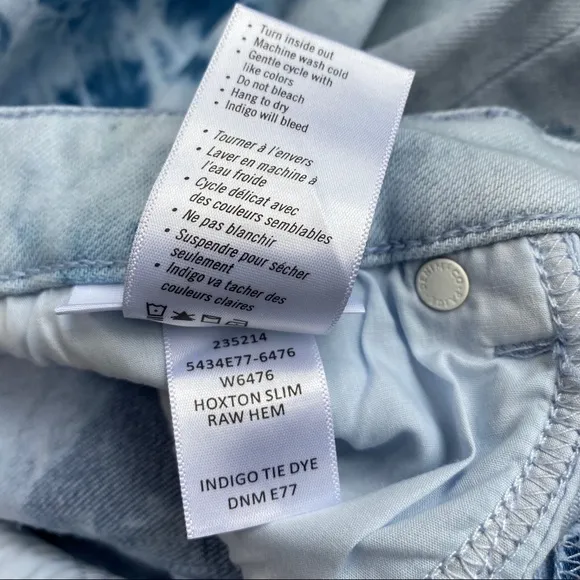 • Turn inside out
• Machine wash cold
• Gentle cycle with
like colors
• Do not bleach
• Hang to dry
• Indigo will bleed
• Tourner à l'envers
• Laver en machine à
l'eau froide
• Cycle délicat avec
des couleurs semblables
• Ne pas blanchir
• Suspendre pour sécher
seulement
• Indigo va tacher des
couleurs claires
235214
5434E77-6476
W6476
HOXTON SLIM
RAW HEM
INDIGO TIE DYE
DNM E77